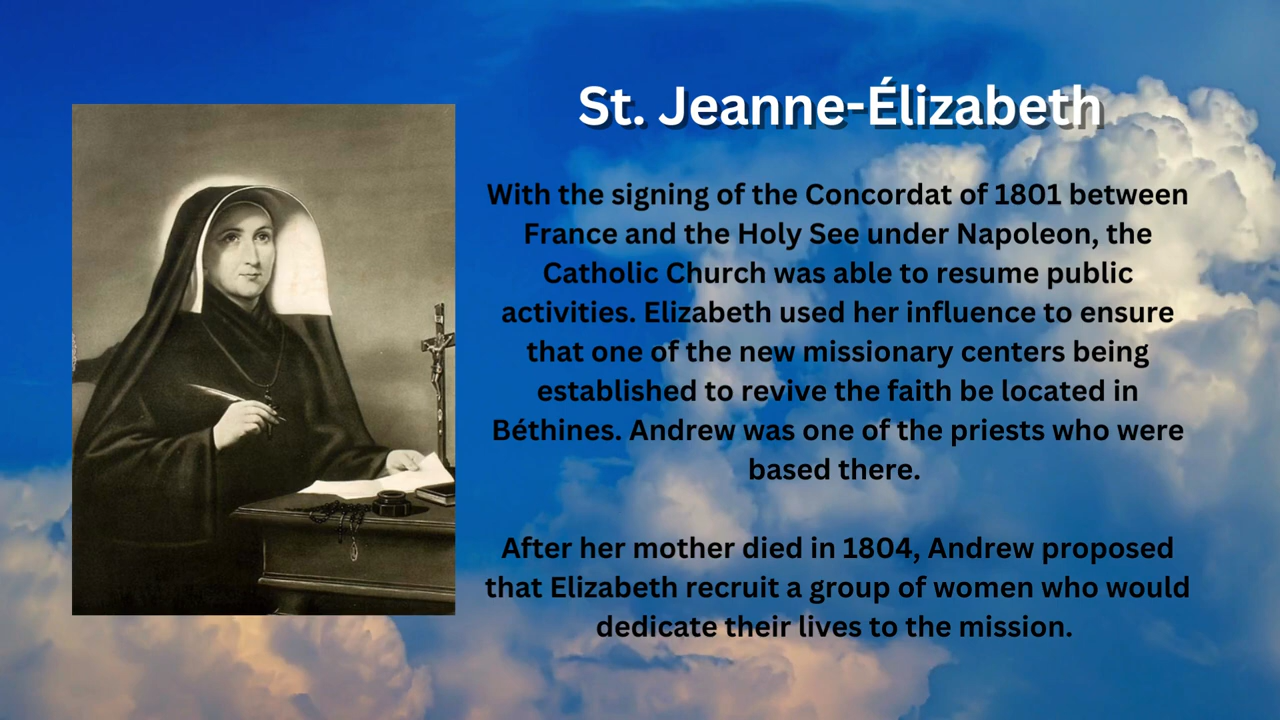 St. Jeanne-Élizabeth
With the signing of the Concordat of 1801 between
France and the Holy See under Napoleon, the
Catholic Church was able to resume public
activities. Elizabeth used her influence to ensure
that one of the new missionary centers being
established to revive the faith be located in
Béthines. Andrew was one of the priests who were
based there.
After her mother died in 1804, Andrew proposed
that Elizabeth recruit a group of women who would
dedicate their lives to the mission.